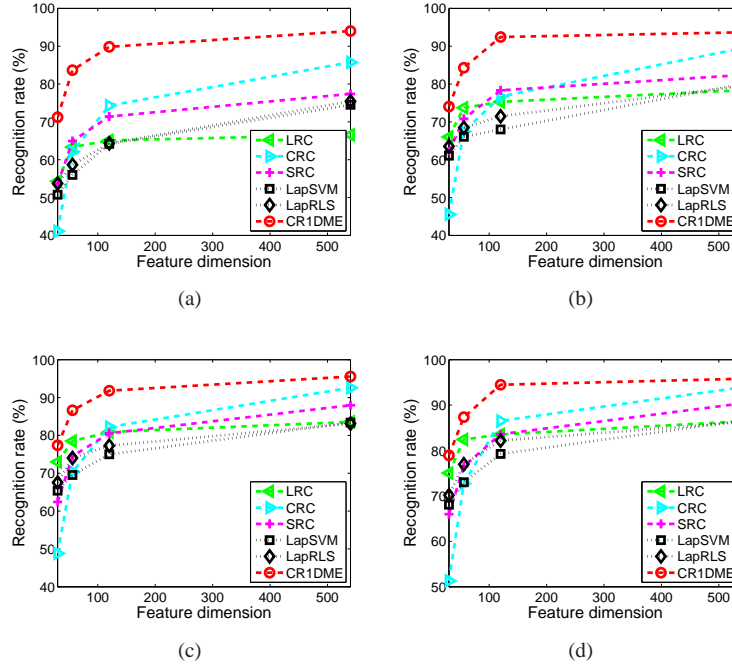 100
90
80
70
60
50
40
100 200 300 400 500
Feature dimension
Recognition rate (%)
LRC
CRC
SRC
LapSVM
LapRLS
CR1DME
(a)
100
90
80
70
60
50
40
100 200 300 400 500
Feature dimension
Recognition rate (%)
LRC
CRC
SRC
LapSVM
LapRLS
CR1DME
(b)
100
90
80
70
60
50
40
100 200 300 400 500
Feature dimension
Recognition rate (%)
LRC
CRC
SRC
LapSVM
LapRLS
CR1DME
(c)
100
90
80
70
60
50
100 200 300 400 500
Feature dimension
Recognition rate (%)
LRC
CRC
SRC
LapSVM
LapRLS
CR1DME
(d)